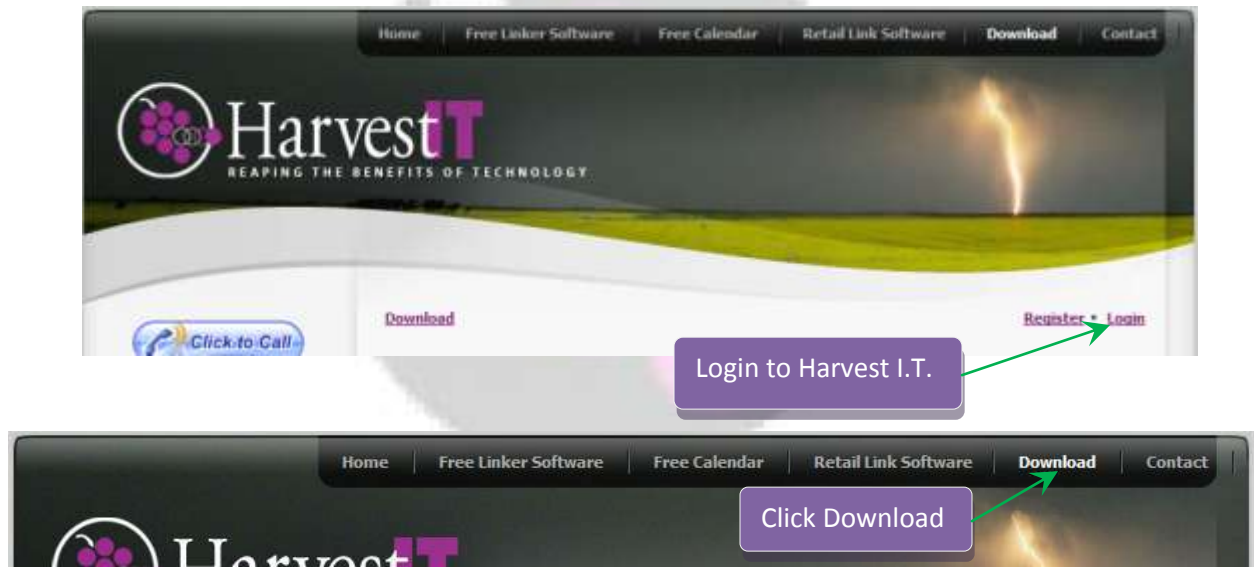 Home Free Linker Software Free Calendar Retail Link Software Download Contact
HarvestIT
REAPING THE BENEFITS OF TECHNOLOGY
Download Register * Login
Click to Call
Login to Harvest I.T.
Home Free Linker Software Free Calendar Retail Link Software Download Contact
Click Download
HarvestIT